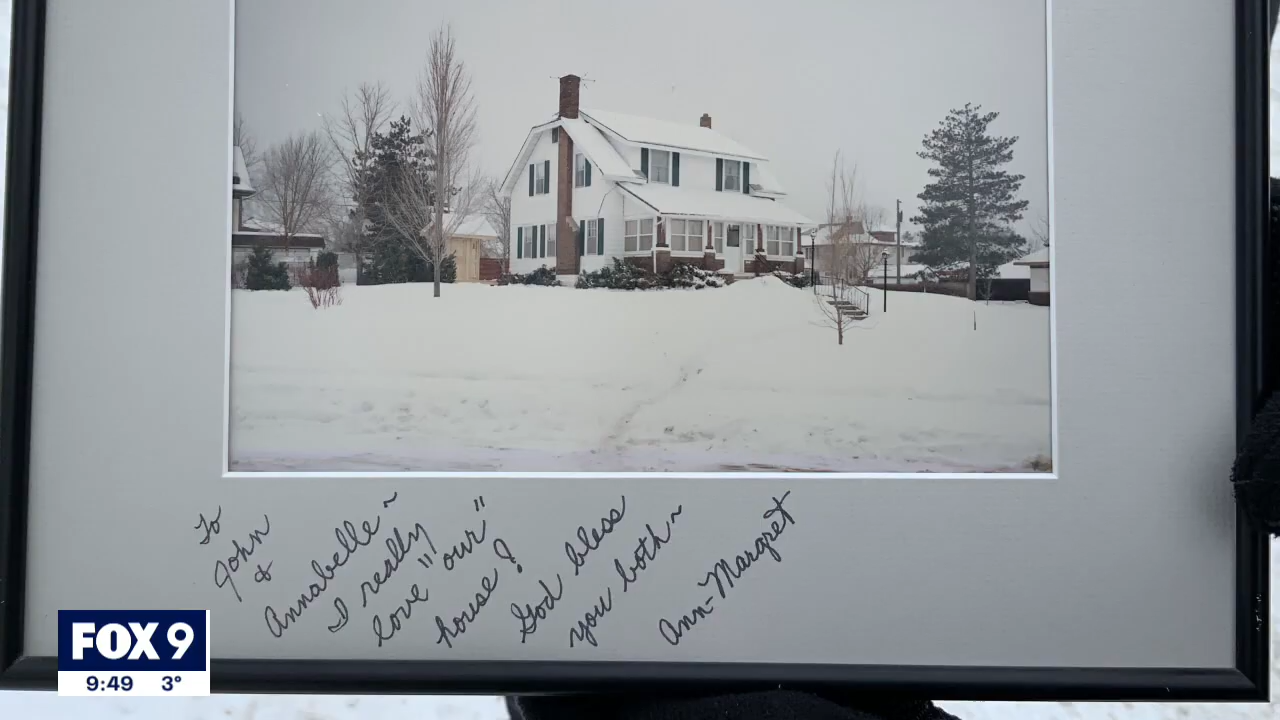 To
John
&
Annabelle~
I really
love "our"
house!
God bless
you both~
Ann-Margret
FOX 9
9:49 3°